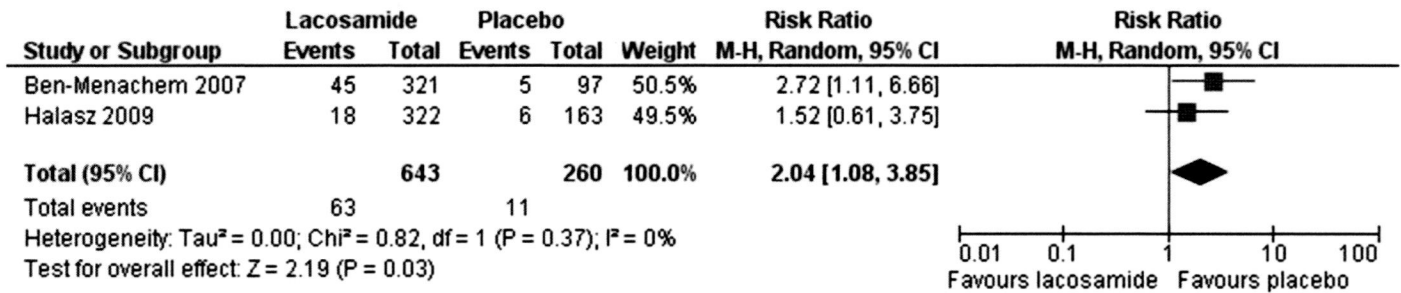 Lacosamide Placebo Risk Ratio Risk Ratio
Study or Subgroup Events Total Events Total Weight M-H, Random, 95% CI M-H, Random, 95% CI
Ben-Menachem 2007 45 321 5 97 50.5% 2.72 [1.11, 6.66]
Halasz 2009 18 322 6 163 49.5% 1.52 [0.61, 3.75]
Total (95% CI) 643 260 100.0% 2.04 [1.08, 3.85]
Total events 63 11
Heterogeneity: Tau² = 0.00; Chi² = 0.82, df = 1 (P = 0.37); I² = 0%
Test for overall effect: Z = 2.19 (P = 0.03)
0.01 0.1 1 10 100
Favours lacosamide Favours placebo